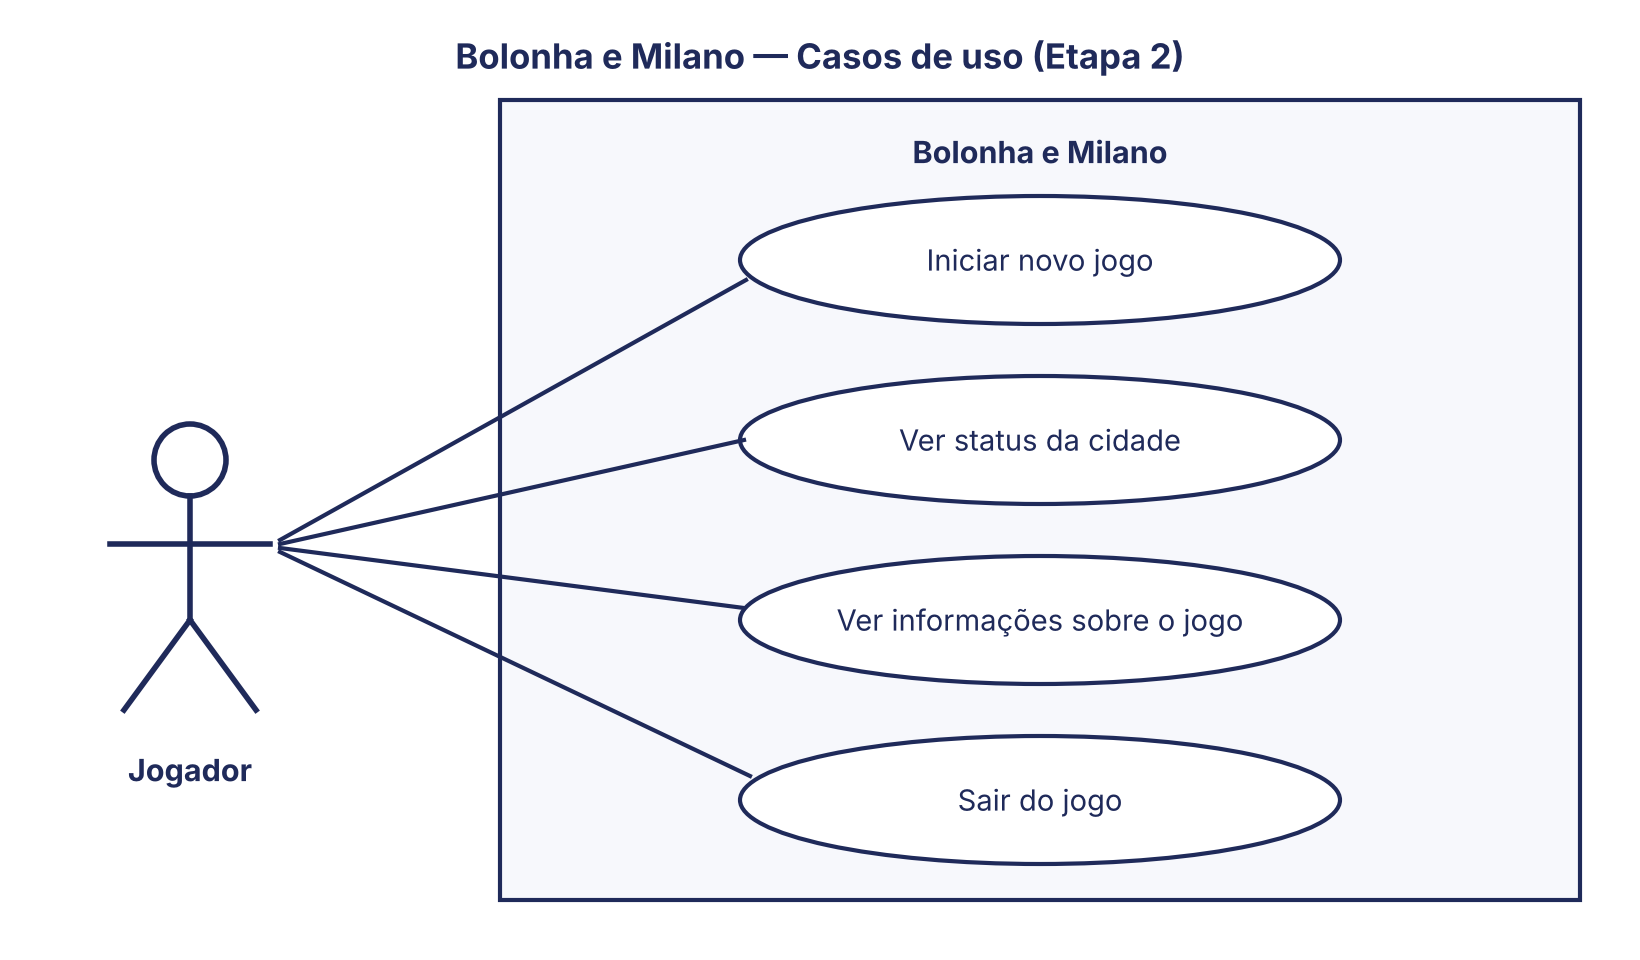 Bolonha e Milano — Casos de uso (Etapa 2)
Bolonha e Milano
Iniciar novo jogo
Ver status da cidade
Ver informações sobre o jogo
Sair do jogo
Jogador